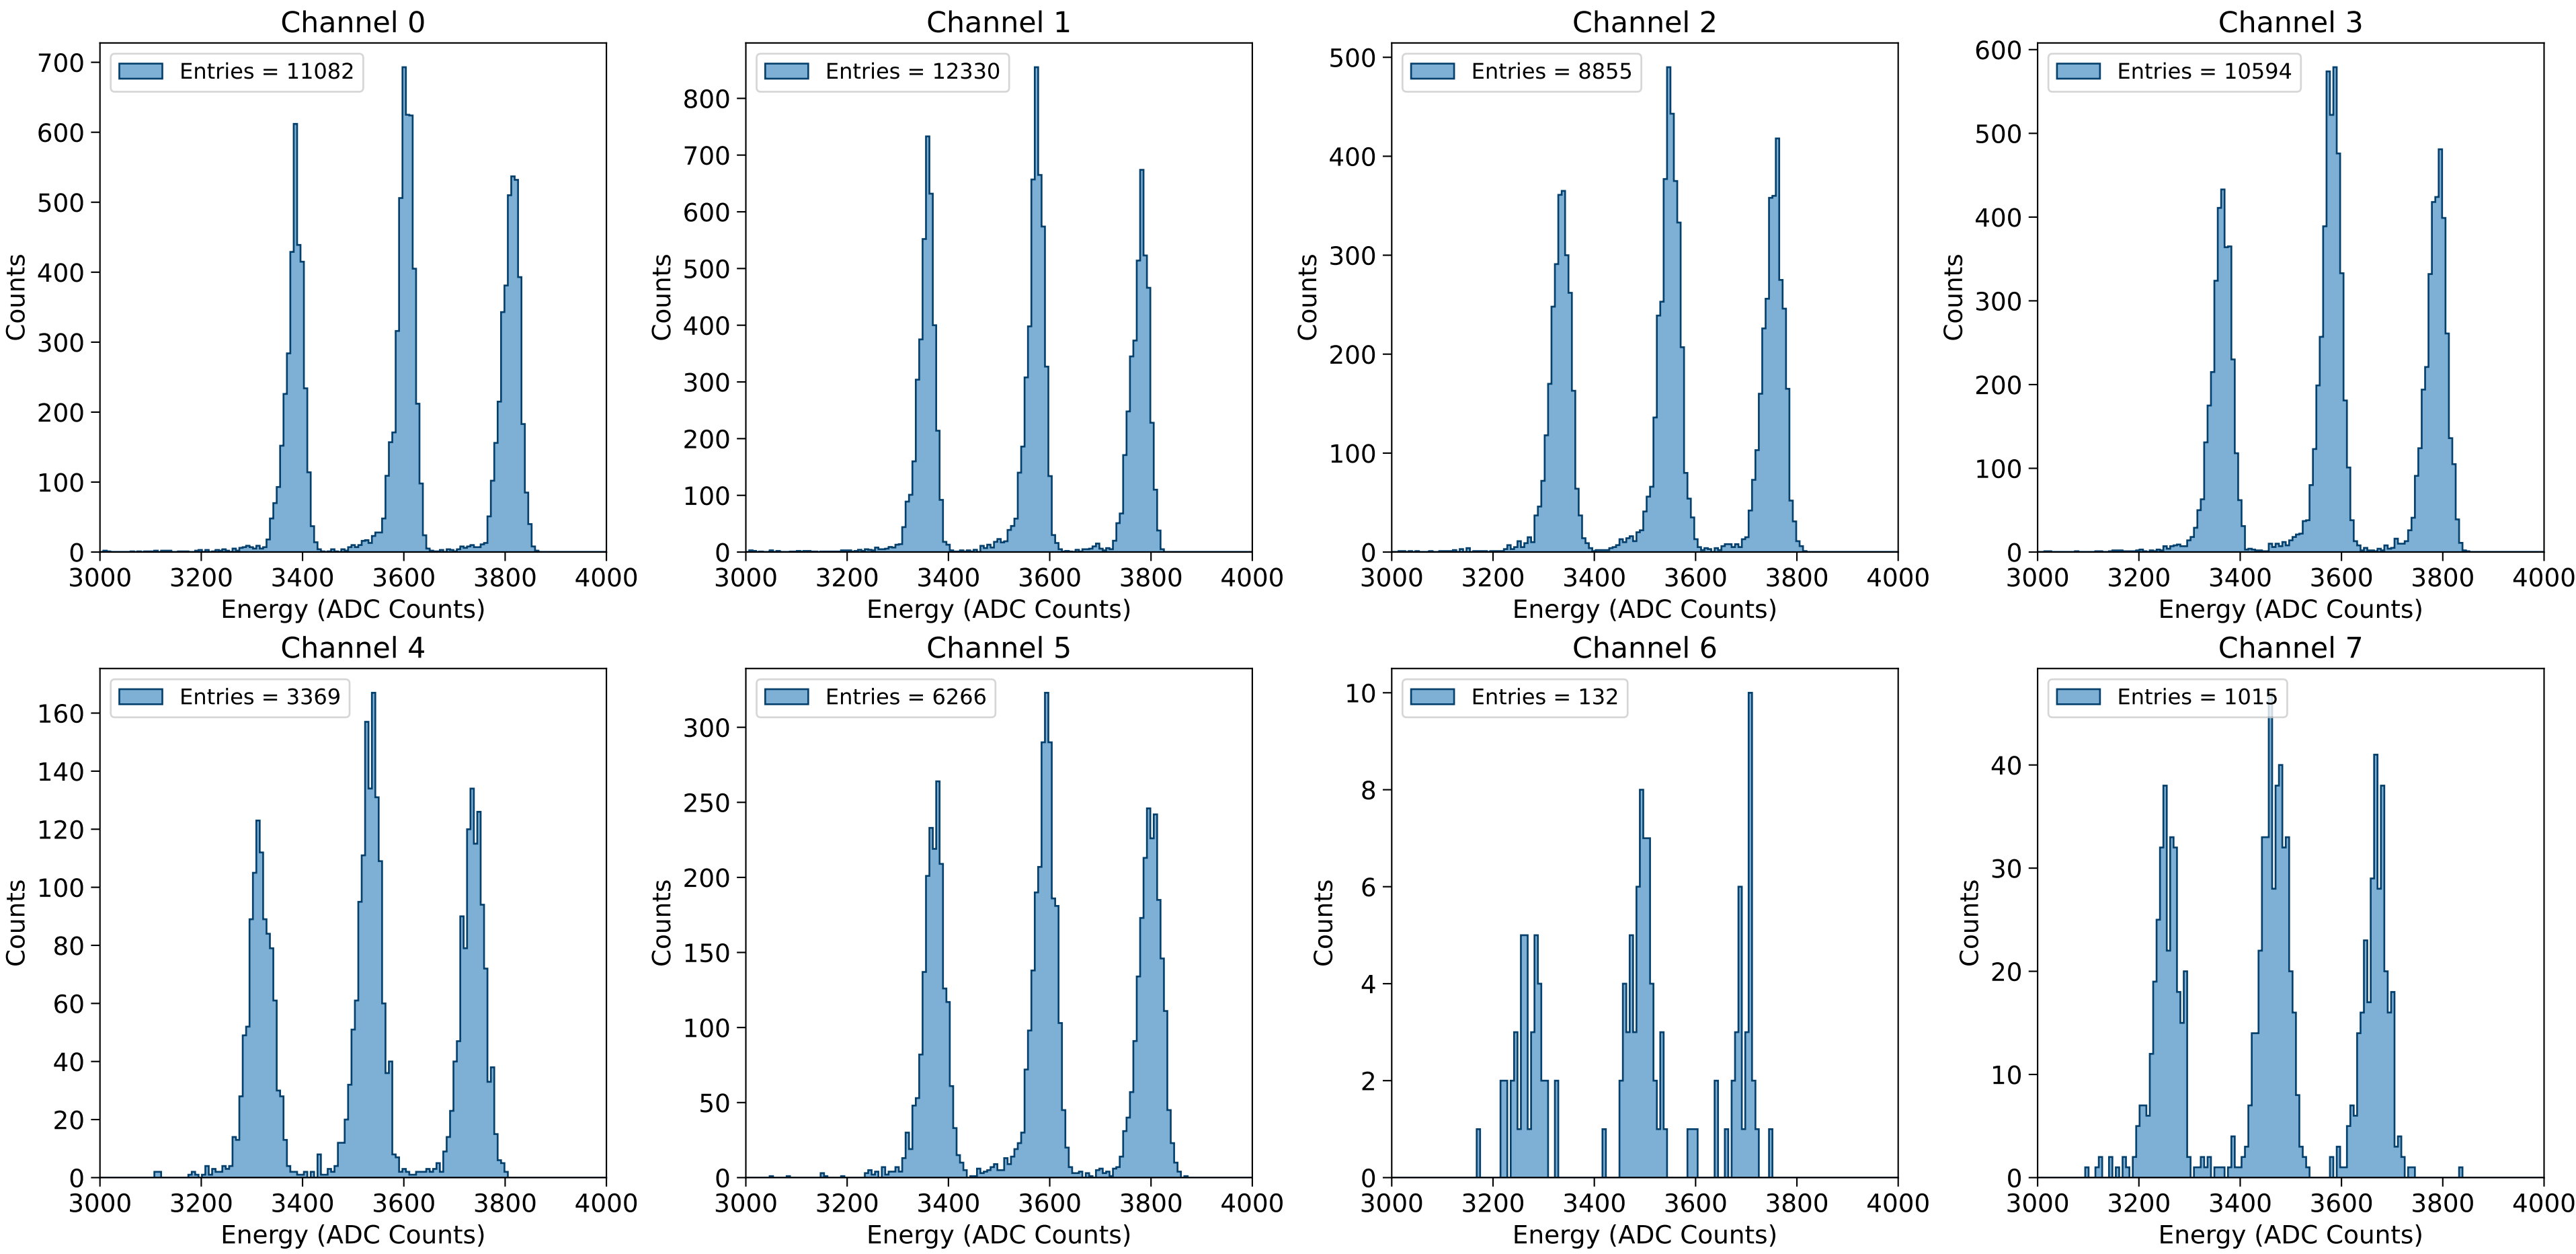 Channel 0
Entries = 11082
700
600
500
400
300
200
100
0
Counts
3000 3200 3400 3600 3800 4000
Energy (ADC Counts)
Channel 1
Entries = 12330
800
700
600
500
400
300
200
100
0
Counts
3000 3200 3400 3600 3800 4000
Energy (ADC Counts)
Channel 2
Entries = 8855
500
400
300
200
100
0
Counts
3000 3200 3400 3600 3800 4000
Energy (ADC Counts)
Channel 3
Entries = 10594
600
500
400
300
200
100
0
Counts
3000 3200 3400 3600 3800 4000
Energy (ADC Counts)
Channel 4
Entries = 3369
160
140
120
100
80
60
40
20
0
Counts
3000 3200 3400 3600 3800 4000
Energy (ADC Counts)
Channel 5
Entries = 6266
300
250
200
150
100
50
0
Counts
3000 3200 3400 3600 3800 4000
Energy (ADC Counts)
Channel 6
Entries = 132
10
8
6
4
2
0
Counts
3000 3200 3400 3600 3800 4000
Energy (ADC Counts)
Channel 7
Entries = 1015
40
30
20
10
0
Counts
3000 3200 3400 3600 3800 4000
Energy (ADC Counts)